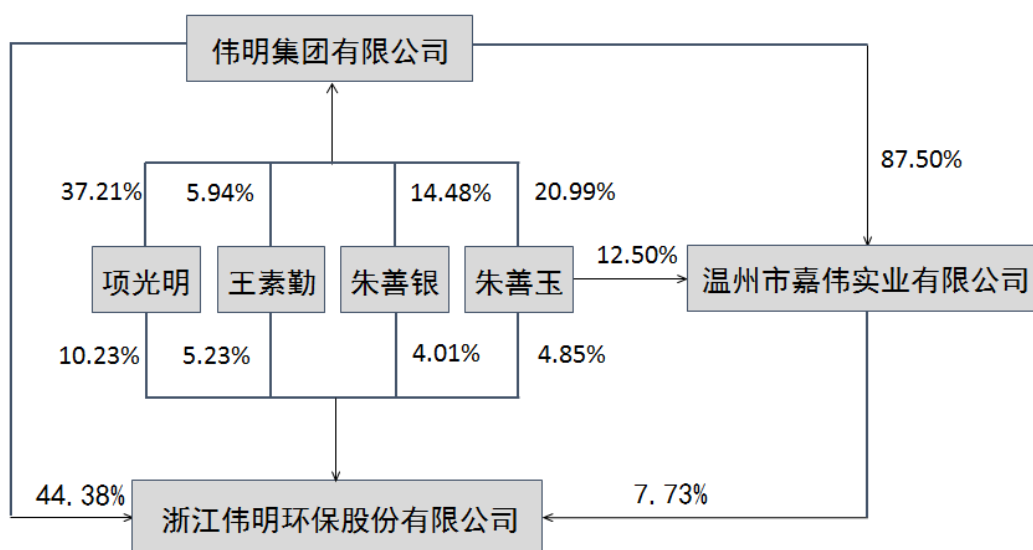 伟明集团有限公司
87.50%
37.21%
5.94%
14.48%
20.99%
项光明
王素勤
朱善银
朱善玉
12.50%
温州市嘉伟实业有限公司
10.23%
5.23%
4.01%
4.85%
44.38%
7.73%
浙江伟明环保股份有限公司